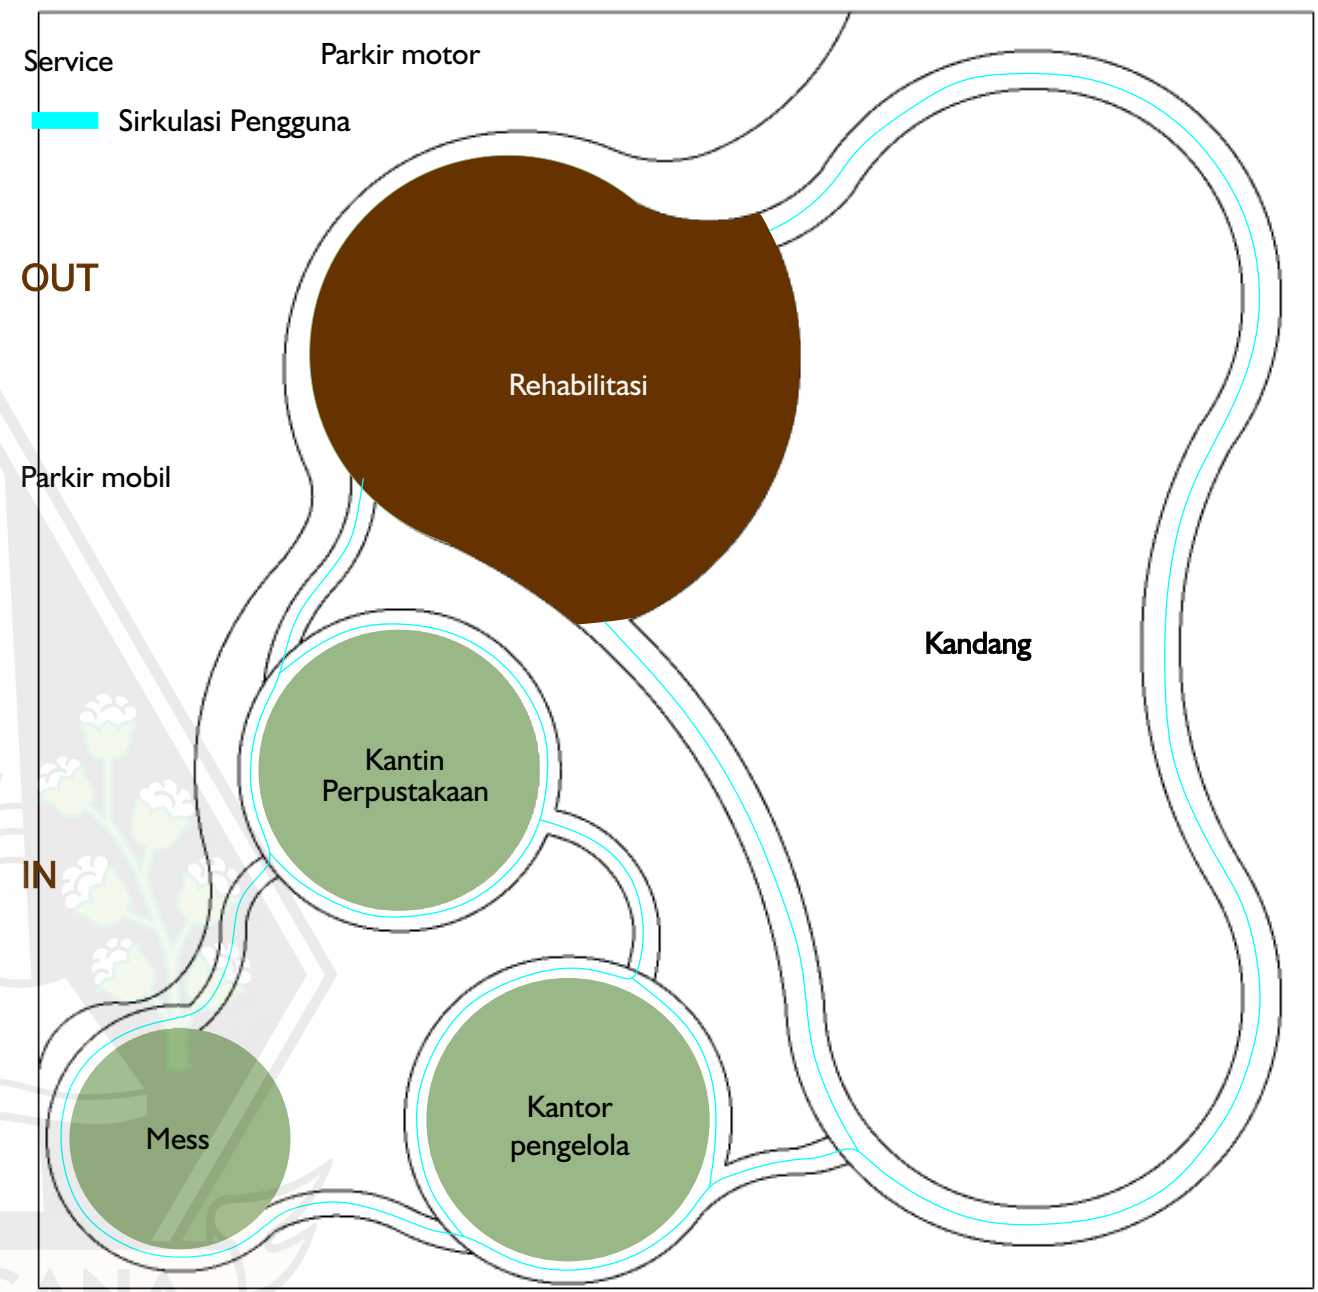 Service
Parkir motor
Sirkulasi Pengguna
OUT
Rehabilitasi
Parkir mobil
Kandang
Kantin
Perpustakaan
IN
Kantor
pengelola
Mess